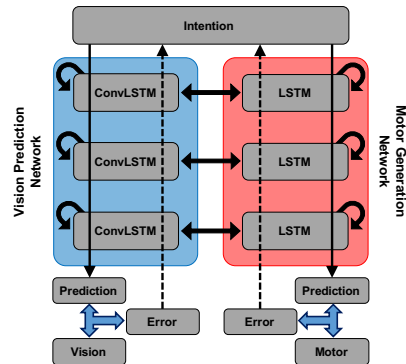 Intention
Vision Prediction
Network
ConvLSTM
LSTM
ConvLSTM
LSTM
ConvLSTM
LSTM
Motor Generation
Network
Prediction
Prediction
Error
Error
Vision
Motor